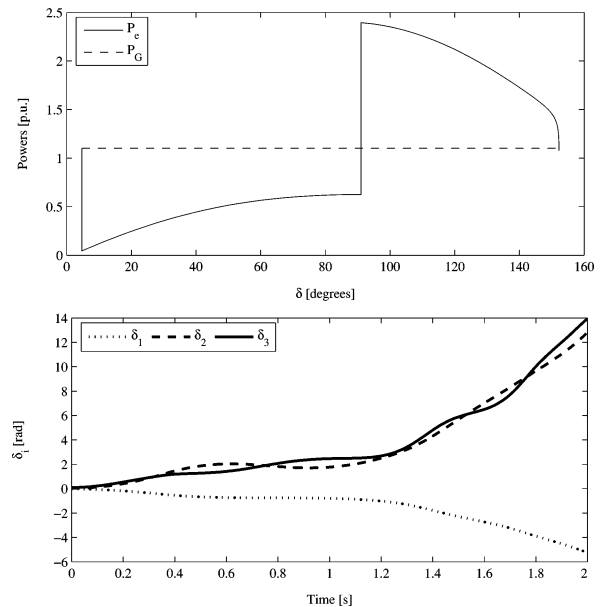 2.5
2
1.5
1
0.5
0
Powers [p.u.]
P_e
P_G
0 20 40 60 80 100 120 140 160
δ [degrees]
14
12
10
8
6
4
2
0
−2
−4
−6
δ_i [rad]
δ_1 δ_2 δ_3
0 0.2 0.4 0.6 0.8 1 1.2 1.4 1.6 1.8 2
Time [s]